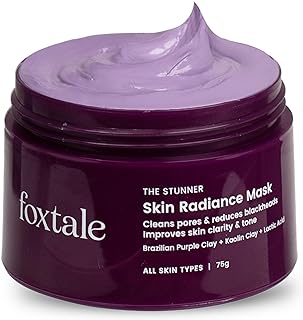 foxtale
THE STUNNER
Skin Radiance Mask
Cleans pores & reduces blackheads
Improves skin clarity & tone
Brazilian Purple Clay + Kaolin Clay + Lactic Acid
ALL SKIN TYPES | 75g